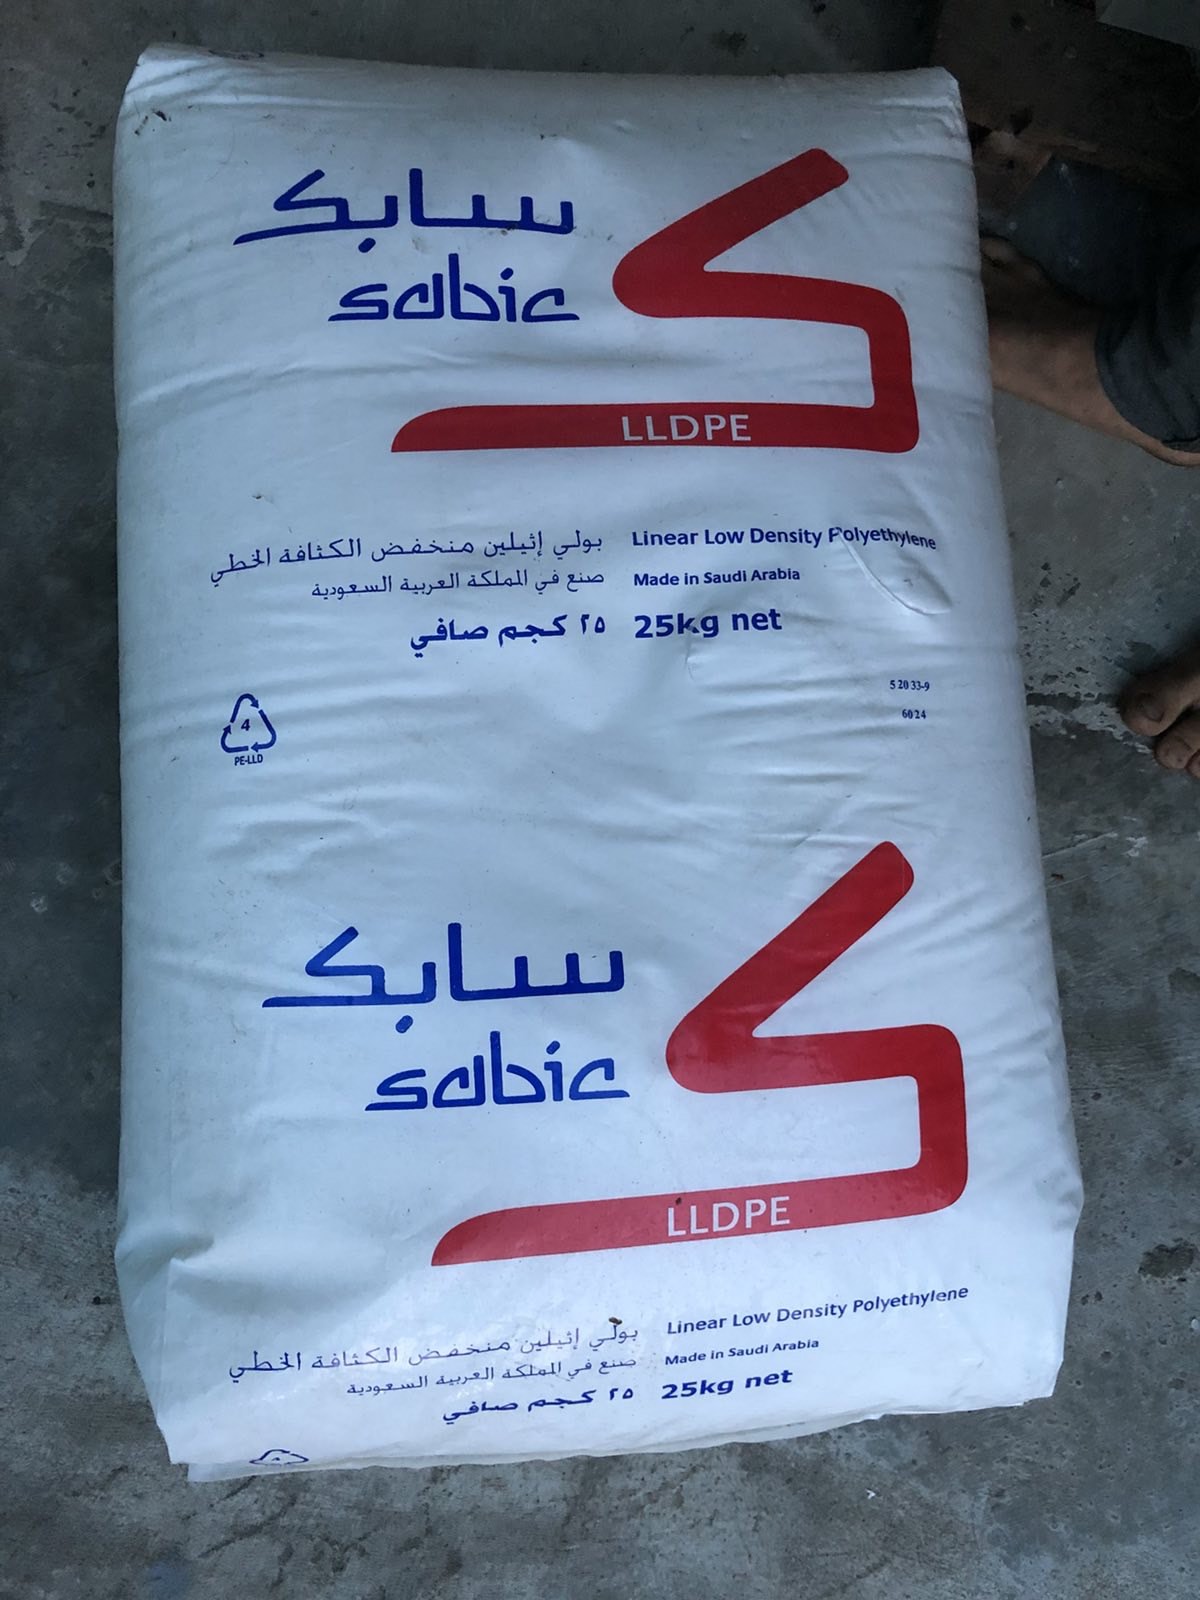 سابك
sabic
LLDPE
بولي إثيلين منخفض الكثافة الخطي Linear Low Density Polyethylene
صنع في المملكة العربية السعودية Made in Saudi Arabia
٢٥ كجم صافي 25kg net
5 20 33-9
60 24
4
PE-LLD
سابك
sabic
LLDPE
بولي إثيلين منخفض الكثافة الخطي Linear Low Density Polyethylene
صنع في المملكة العربية السعودية Made in Saudi Arabia
٢٥ كجم صافي 25kg net